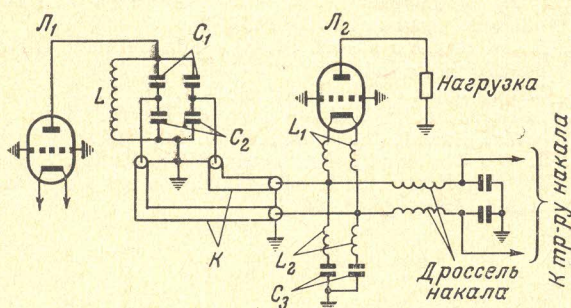 Л₁
C₁
Л₂
L
C₂
L₁
Нагрузка
К
L₂
C₃
Дроссель
накала
К тр-ру накала